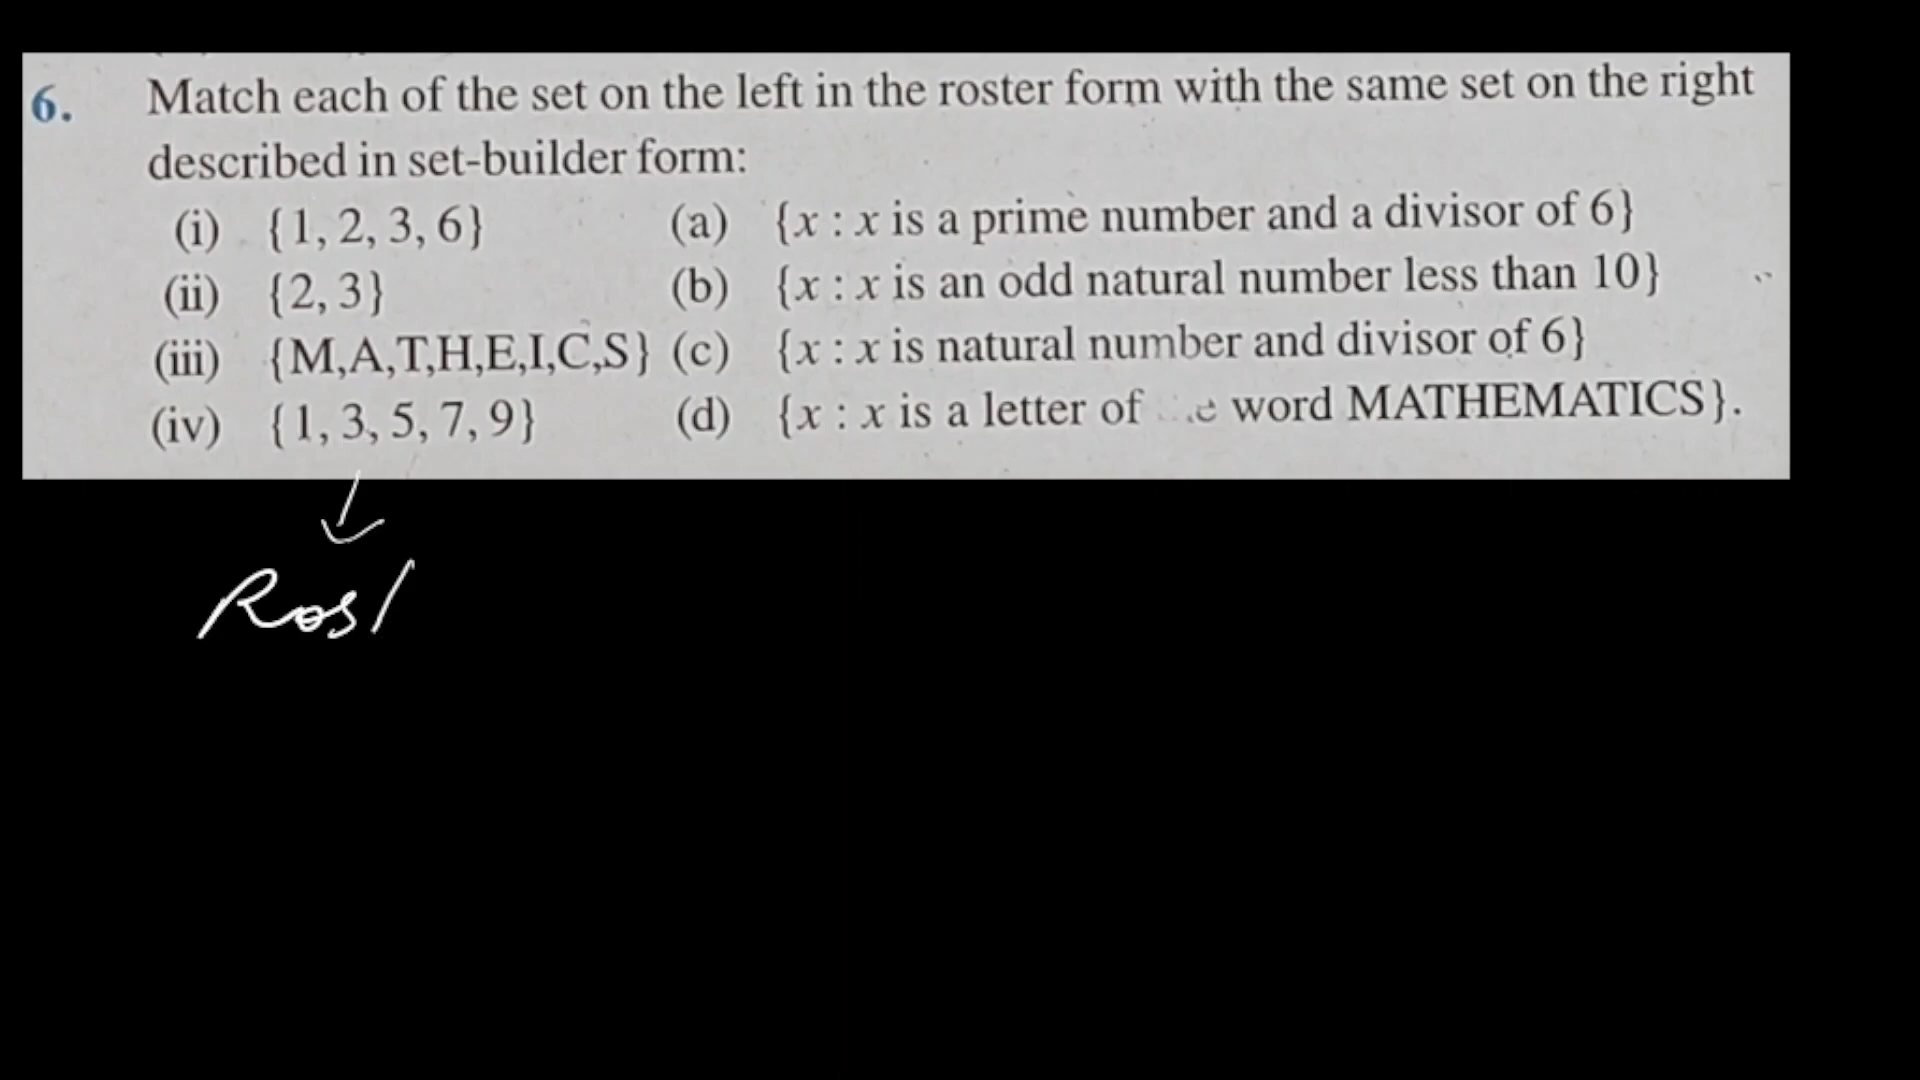 6. Match each of the set on the left in the roster form with the same set on the right
described in set-builder form:
(i) {1, 2, 3, 6} (a) {x : x is a prime number and a divisor of 6}
(ii) {2, 3} (b) {x : x is an odd natural number less than 10}
(iii) {M,A,T,H,E,I,C,S} (c) {x : x is natural number and divisor of 6}
(iv) {1, 3, 5, 7, 9} (d) {x : x is a letter of word MATHEMATICS}.
↓
Ros